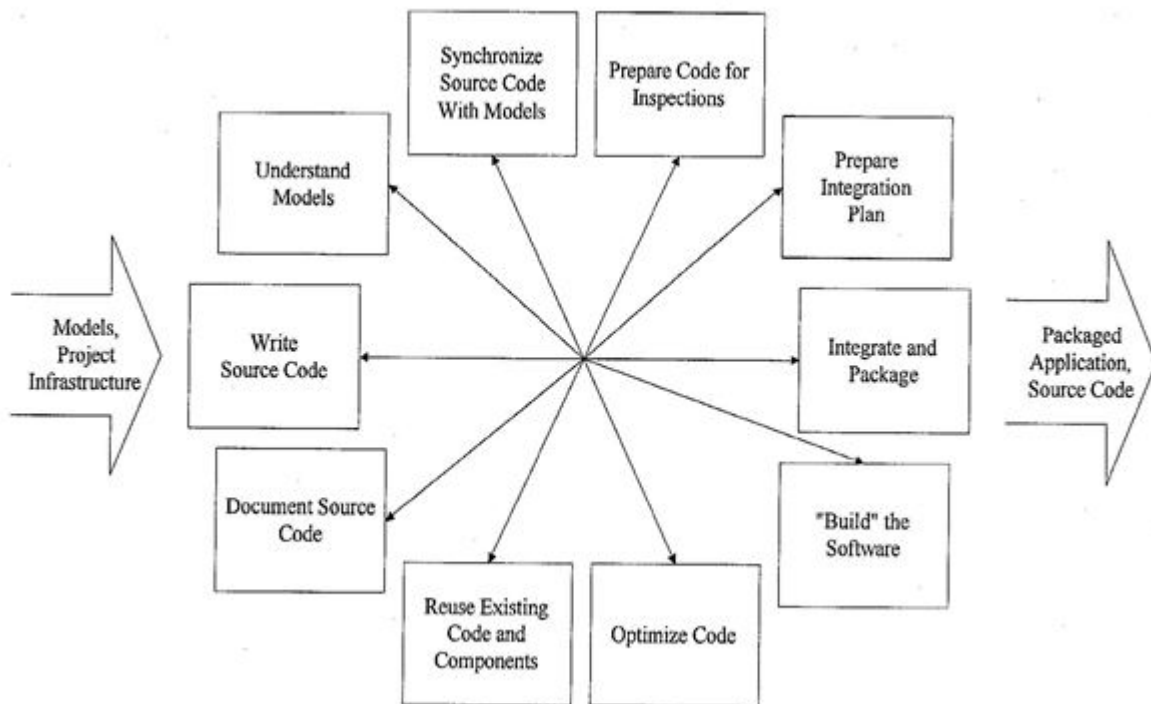 Synchronize
Source Code
With Models
Prepare Code for
Inspections
Understand
Models
Prepare
Integration
Plan
Models,
Project
Infrastructure
Write
Source Code
Integrate and
Package
Packaged
Application,
Source Code
Document Source
Code
"Build" the
Software
Reuse Existing
Code and
Components
Optimize Code